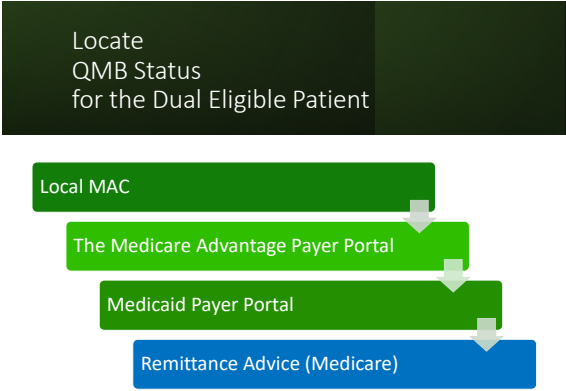 Locate
QMB Status
for the Dual Eligible Patient
Local MAC
The Medicare Advantage Payer Portal
Medicaid Payer Portal
Remittance Advice (Medicare)